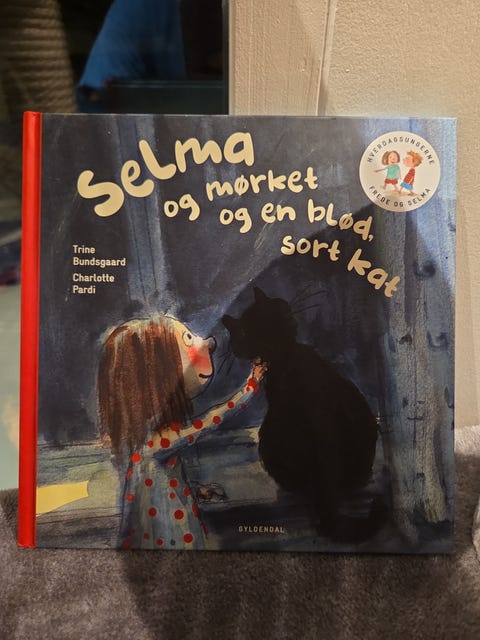 Selma
og mørket
og en blød,
sort kat
HVERDAGSUNGERNE
FREDE OG SELMA
Trine
Bundsgaard
Charlotte
Pardi
GYLDENDAL